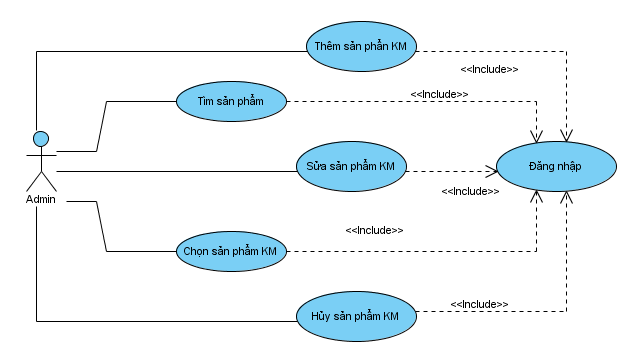 Thêm sản phẩn KM
<<Include>>
Tìm sản phẩm
<<Include>>
Sửa sản phẩm KM
Đăng nhập
<<Include>>
Admin
<<Include>>
Chọn sản phẩm KM
<<Include>>
Hủy sản phẩm KM